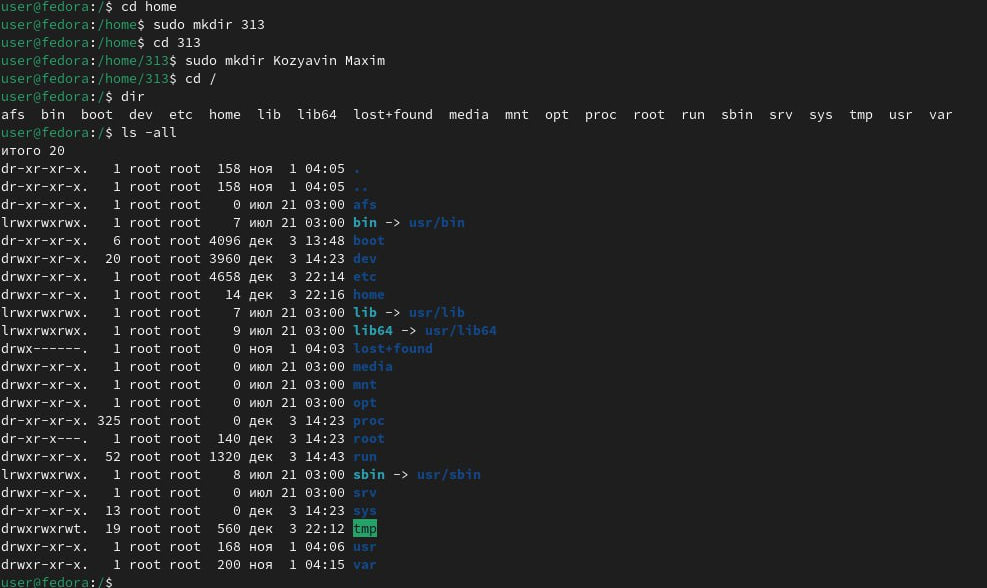 user@fedora:/$ cd home
user@fedora:/home$ sudo mkdir 313
user@fedora:/home$ cd 313
user@fedora:/home/313$ sudo mkdir Kozyavin Maxim
user@fedora:/home/313$ cd /
user@fedora:/$ dir
afs  bin  boot  dev  etc  home  lib  lib64  lost+found  media  mnt  opt  proc  root  run  sbin  srv  sys  tmp  usr  var
user@fedora:/$ ls -all
итого 20
dr-xr-xr-x.   1 root root  158 ноя  1 04:05 .
dr-xr-xr-x.   1 root root  158 ноя  1 04:05 ..
dr-xr-xr-x.   1 root root    0 июл 21 03:00 afs
lrwxrwxrwx.   1 root root    7 июл 21 03:00 bin -> usr/bin
dr-xr-xr-x.   6 root root 4096 дек  3 13:48 boot
drwxr-xr-x.  20 root root 3960 дек  3 14:23 dev
drwxr-xr-x.   1 root root 4658 дек  3 22:14 etc
drwxr-xr-x.   1 root root   14 дек  3 22:16 home
lrwxrwxrwx.   1 root root    7 июл 21 03:00 lib -> usr/lib
lrwxrwxrwx.   1 root root    9 июл 21 03:00 lib64 -> usr/lib64
drwx------.   1 root root    0 ноя  1 04:03 lost+found
drwxr-xr-x.   1 root root    0 июл 21 03:00 media
drwxr-xr-x.   1 root root    0 июл 21 03:00 mnt
drwxr-xr-x.   1 root root    0 июл 21 03:00 opt
dr-xr-xr-x. 325 root root    0 дек  3 14:23 proc
dr-xr-x---.   1 root root  140 дек  3 14:23 root
drwxr-xr-x.  52 root root 1320 дек  3 14:43 run
lrwxrwxrwx.   1 root root    8 июл 21 03:00 sbin -> usr/sbin
drwxr-xr-x.   1 root root    0 июл 21 03:00 srv
dr-xr-xr-x.  13 root root    0 дек  3 14:23 sys
drwxrwxrwt.  19 root root  560 дек  3 22:12 tmp
drwxr-xr-x.   1 root root  168 ноя  1 04:06 usr
drwxr-xr-x.   1 root root  200 ноя  1 04:15 var
user@fedora:/$